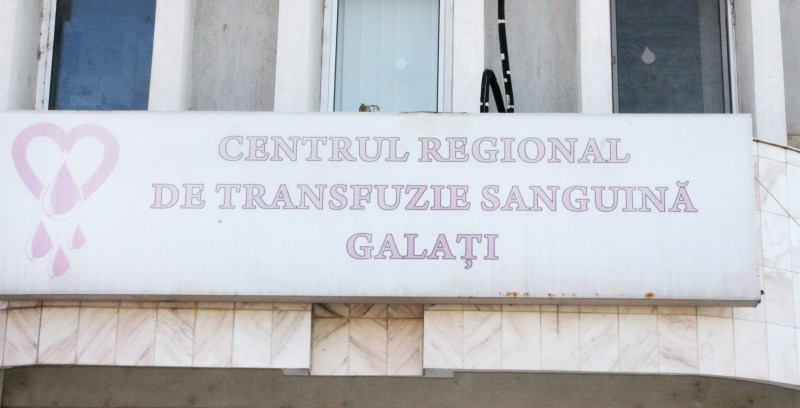 CENTRUL REGIONAL
DE TRANSFUZIE SANGUINĂ
GALAȚI